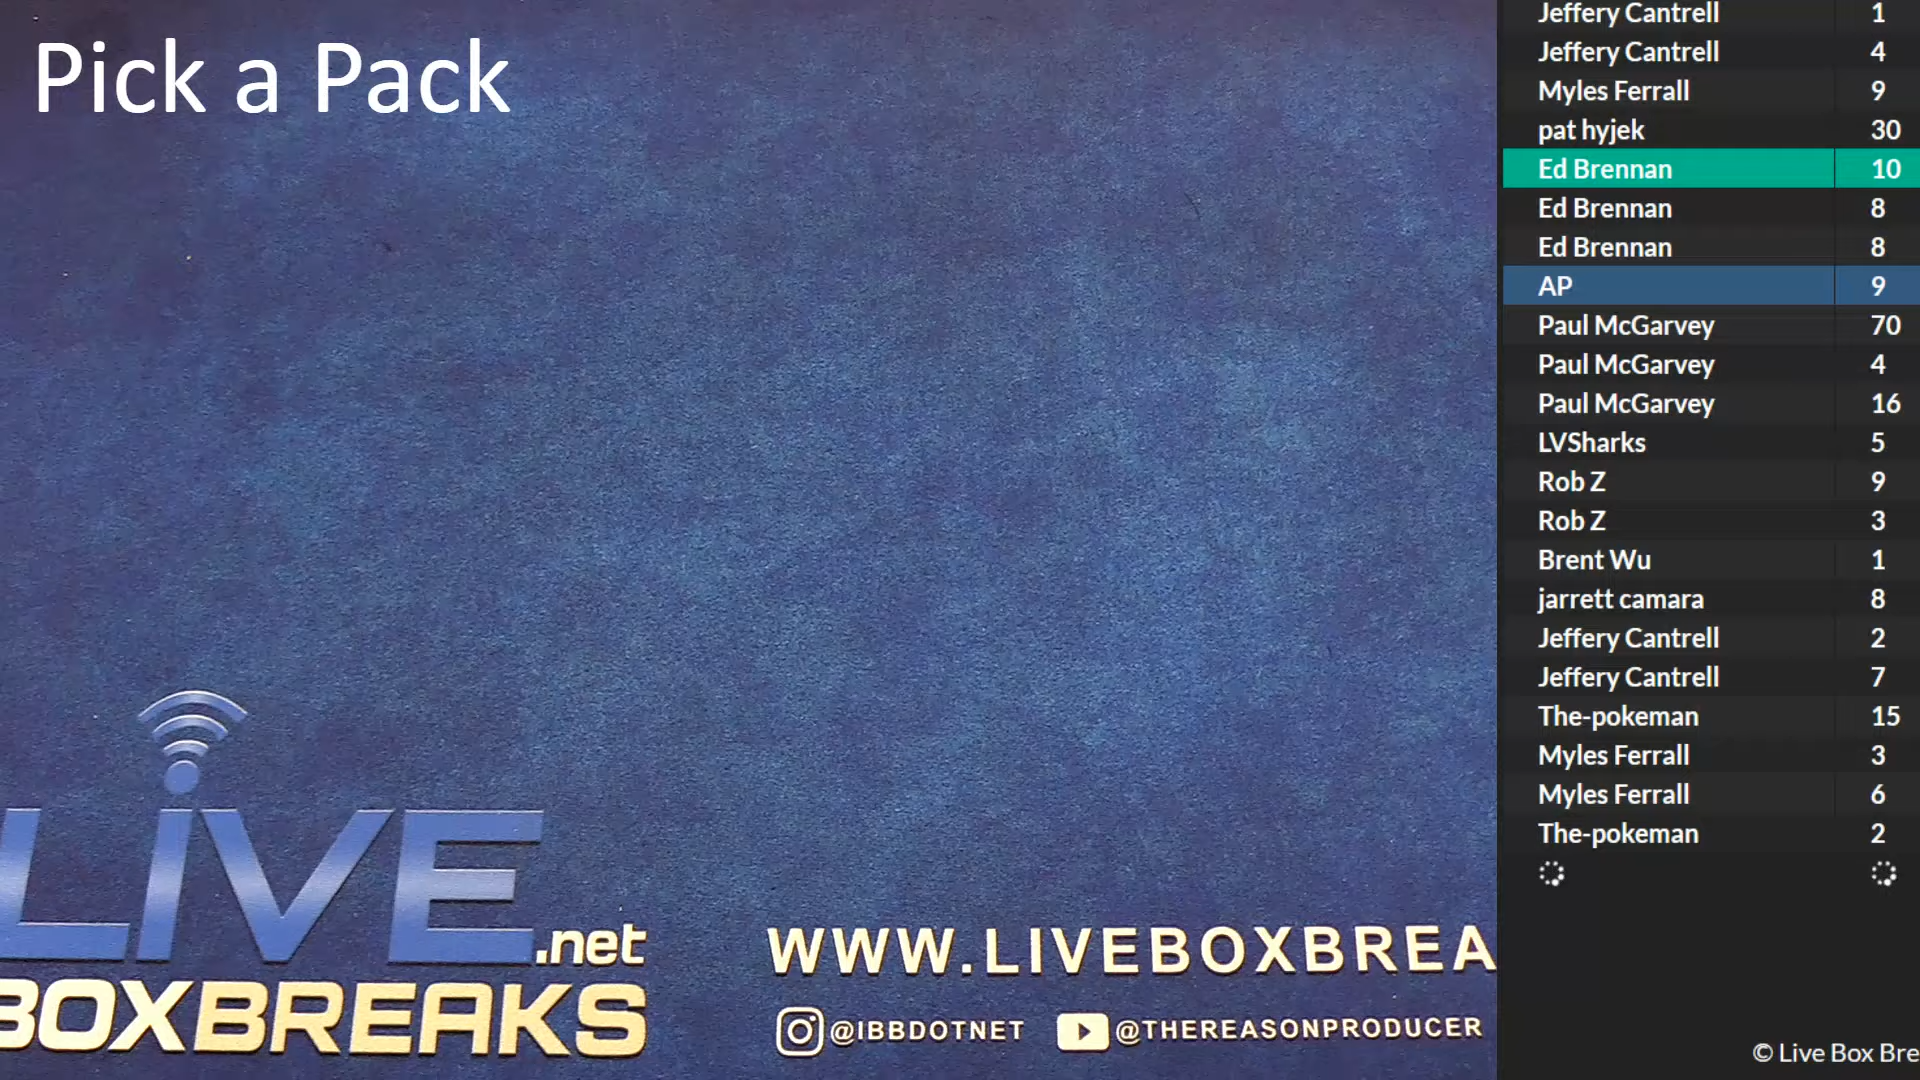 Pick a Pack
Jeffery Cantrell 1
Jeffery Cantrell 4
Myles Ferrall 9
pat hyjek 30
Ed Brennan 10
Ed Brennan 8
Ed Brennan 8
AP 9
Paul McGarvey 70
Paul McGarvey 4
Paul McGarvey 16
LVSharks 5
Rob Z 9
Rob Z 3
Brent Wu 1
jarrett camara 8
Jeffery Cantrell 2
Jeffery Cantrell 7
The-pokeman 15
Myles Ferrall 3
Myles Ferrall 6
The-pokeman 2
LIVE.net
BOXBREAKS
WWW.LIVEBOXBREA
@IBBDOTNET @THEREASONPRODUCER
© Live Box Bre